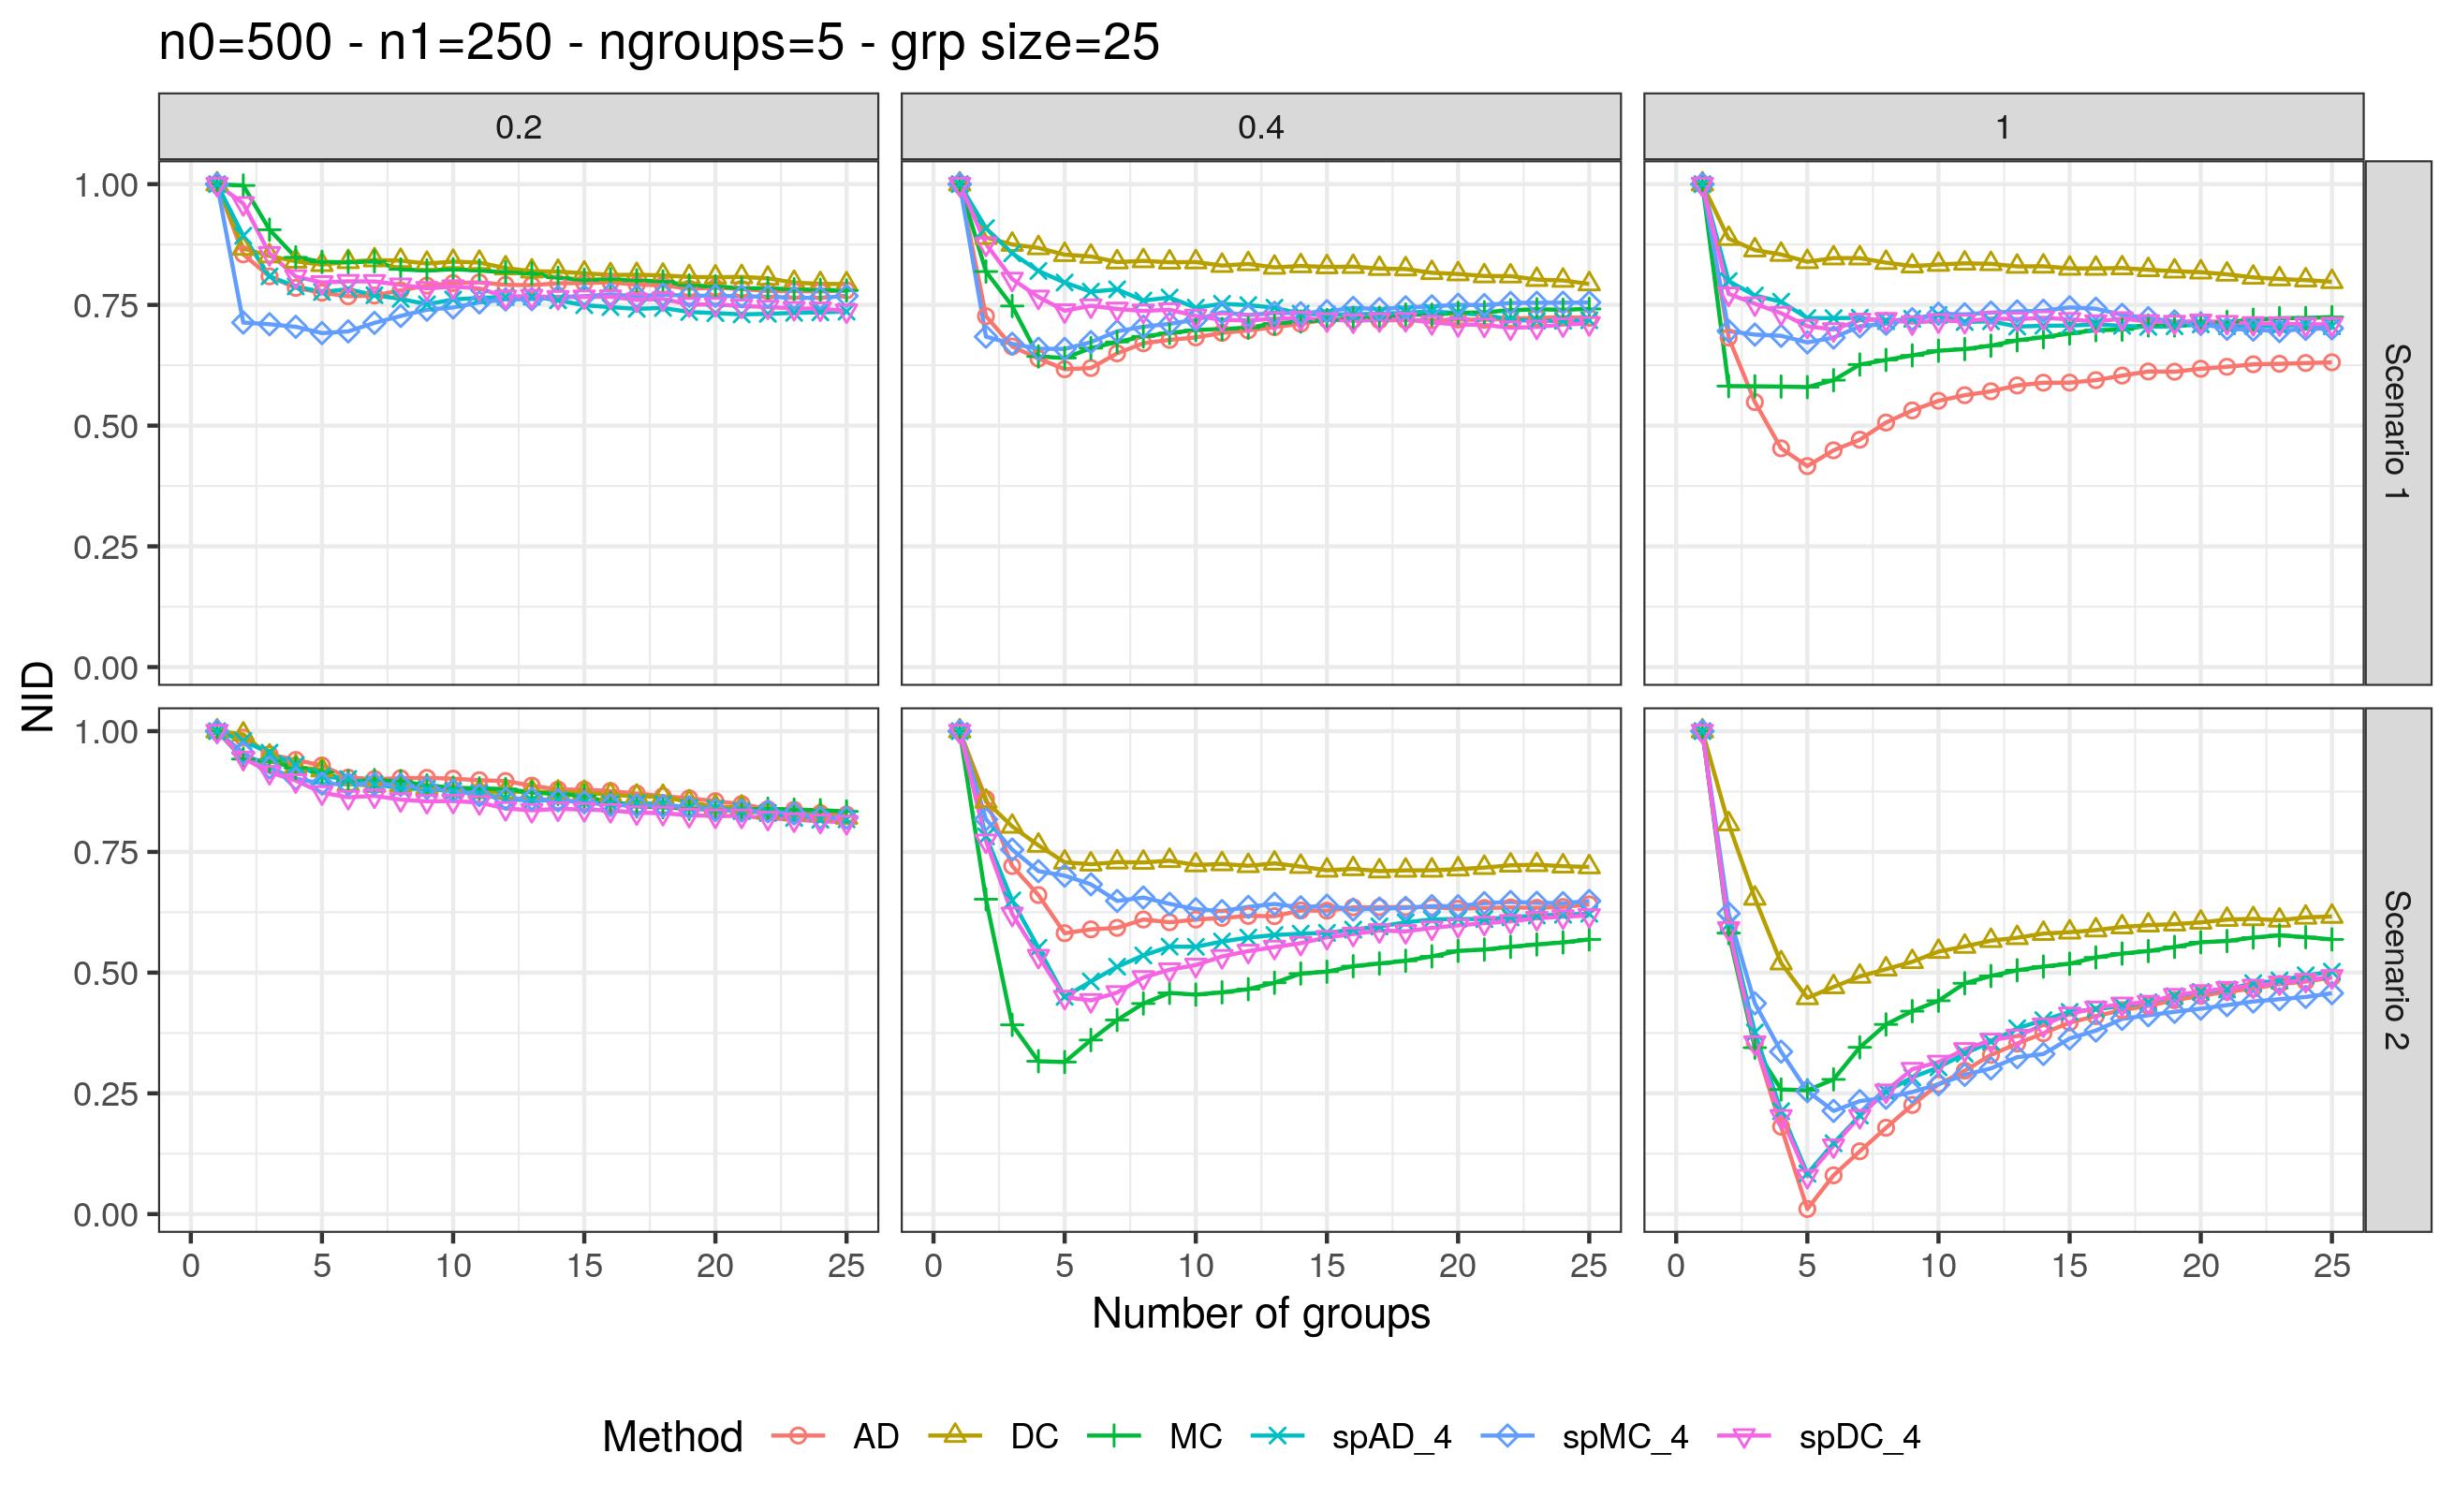 n0=500 - n1=250 - ngroups=5 - grp size=25
0.2 0.4 1
1.00
0.75
0.50
0.25
0.00
Scenario 1
NID
1.00
0.75
0.50
0.25
0.00
Scenario 2
0 5 10 15 20 25 0 5 10 15 20 25 0 5 10 15 20 25
Number of groups
Method AD DC MC spAD_4 spMC_4 spDC_4